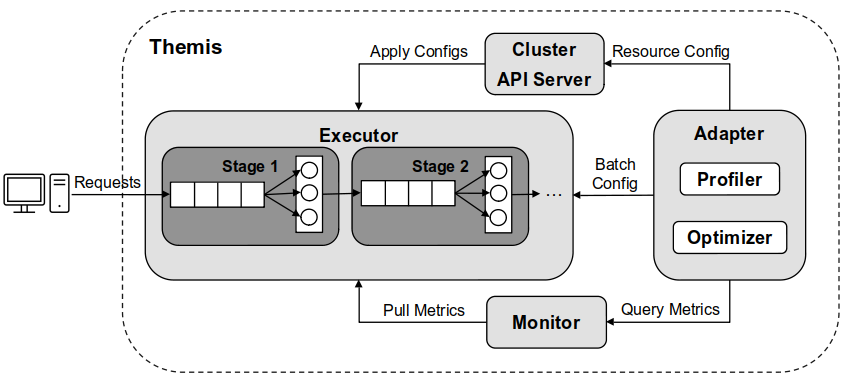 Themis
Apply Configs
Cluster
API Server
Resource Config
Executor
Adapter
Stage 1
Stage 2
Requests
...
Batch
Config
Profiler
Optimizer
Pull Metrics
Monitor
Query Metrics